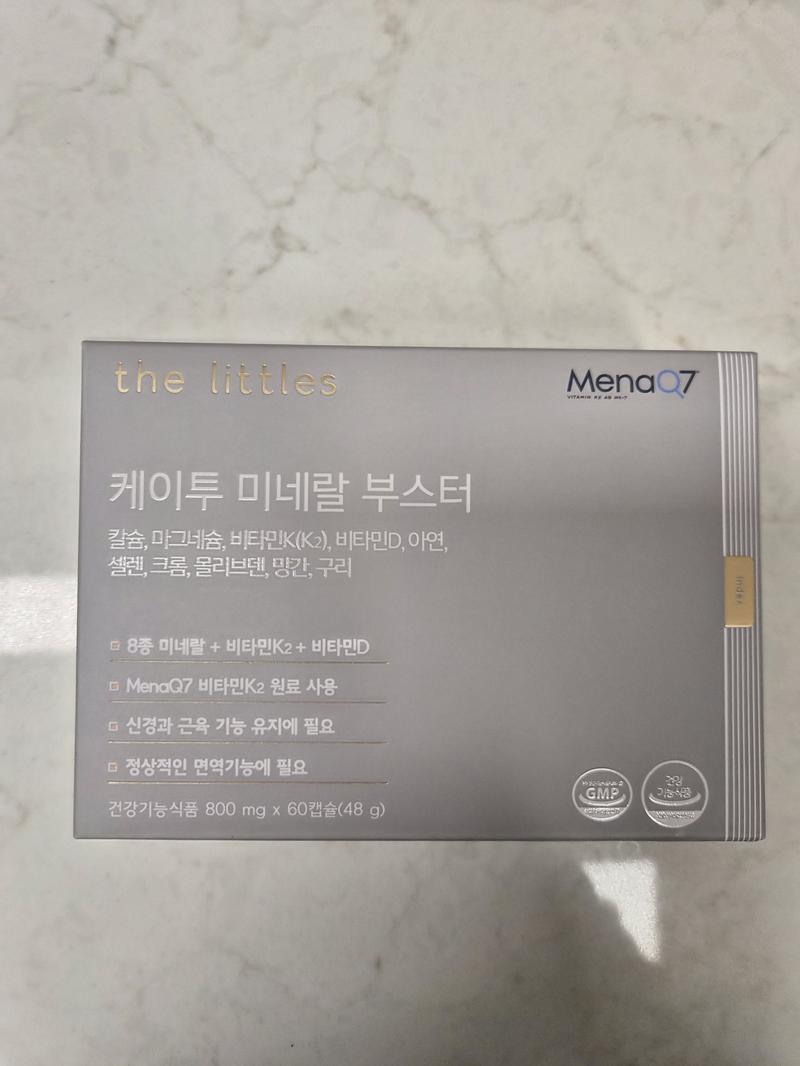 the littles
MenaQ7
VITAMIN K2 AS MK-7
케이투 미네랄 부스터
칼슘, 마그네슘, 비타민K(K2), 비타민D, 아연,
셀렌, 크롬, 몰리브덴, 망간, 구리
8종 미네랄 + 비타민K2 + 비타민D
MenaQ7 비타민K2 원료 사용
신경과 근육 기능 유지에 필요
정상적인 면역기능에 필요
건강기능식품 800 mg x 60캡슐(48 g)
GMP
건강
기능식품
index